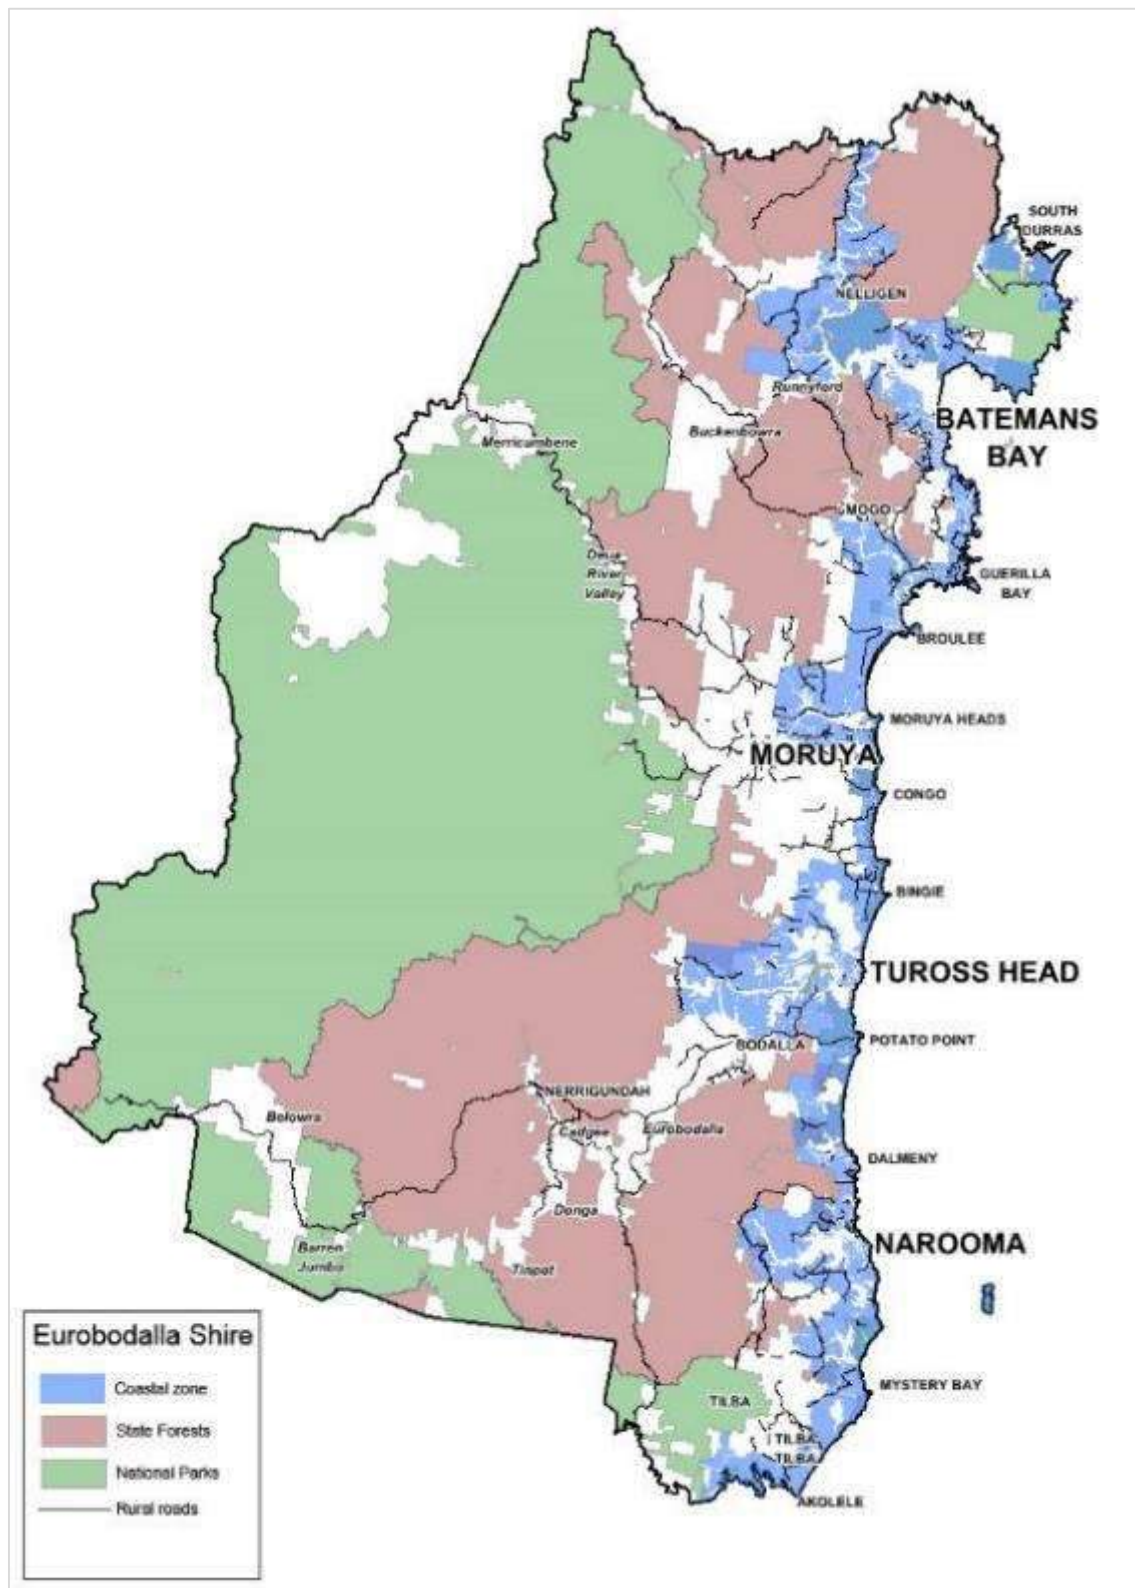 SOUTH
DURRAS
NELLIGEN
Runnyford
BATEMANS
BAY
Buckenbowra
Merricumbene
MOGO
Deua
River
Valley
GUERILLA
BAY
BROULEE
MORUYA HEADS
MORUYA
CONGO
BINGIE
TUROSS HEAD
BODALLA
POTATO POINT
NERRIGUNDAH
Belowra
Cadgee
Eurobodalla
DALMENY
Donga
NAROOMA
Barren
Jumbo
Tinpot
Eurobodalla Shire
Coastal zone
State Forests
National Parks
Rural roads
MYSTERY BAY
TILBA
TILBA
TILBA
AKOLELE